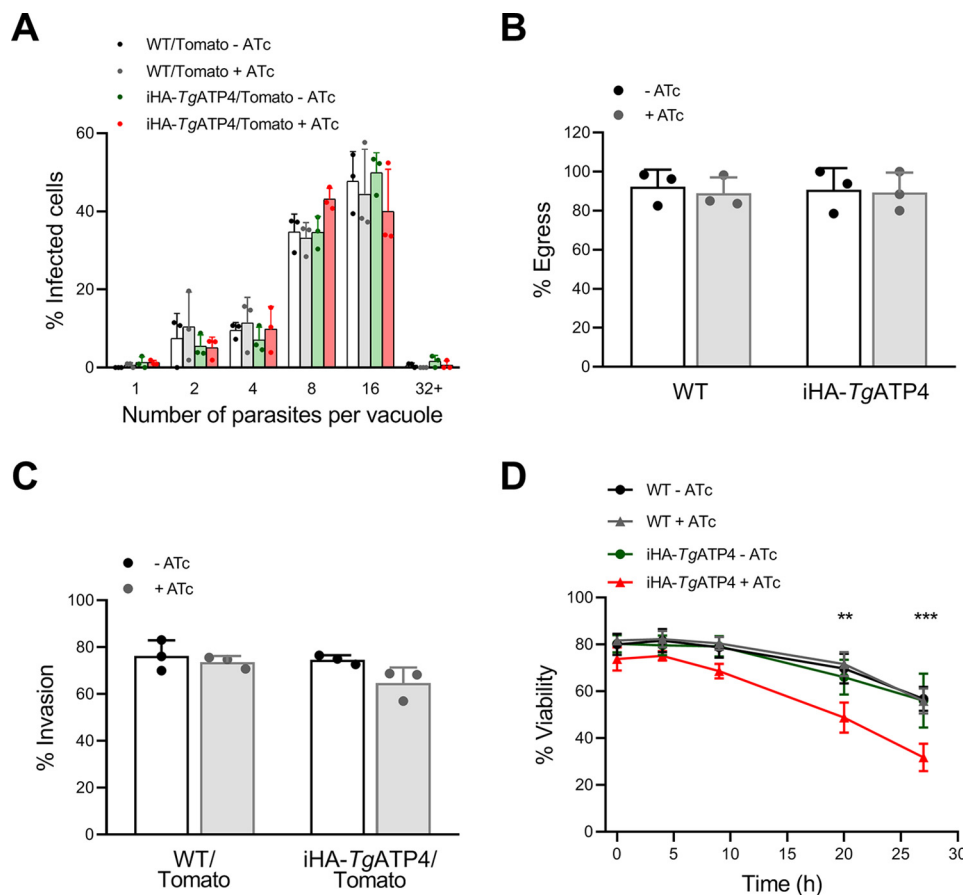 A
WT/Tomato - ATc
WT/Tomato + ATc
iHA-TgATP4/Tomato - ATc
iHA-TgATP4/Tomato + ATc
60
40
20
0
% Infected cells
1 2 4 8 16 32+
Number of parasites per vacuole
B
- ATc
+ ATc
120
100
80
60
40
20
0
% Egress
WT iHA-TgATP4
C
- ATc
+ ATc
100
80
60
40
20
0
% Invasion
WT/ iHA-TgATP4/
Tomato Tomato
D
WT - ATc
WT + ATc
iHA-TgATP4 - ATc
iHA-TgATP4 + ATc
100
80
60
40
20
0
% Viability
** ***
0 5 10 15 20 25 30
Time (h)